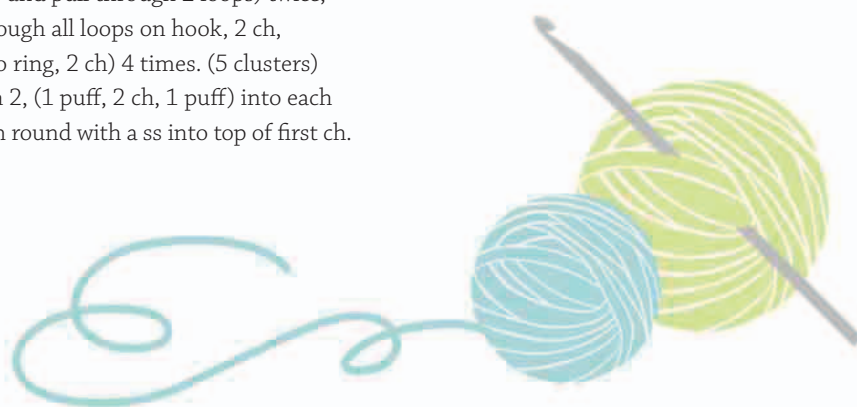 and pull through 2 loops) twice,
ough all loops on hook, 2 ch,
ring, 2 ch) 4 times. (5 clusters)
2, (1 puff, 2 ch, 1 puff) into each
round with a ss into top of first ch.